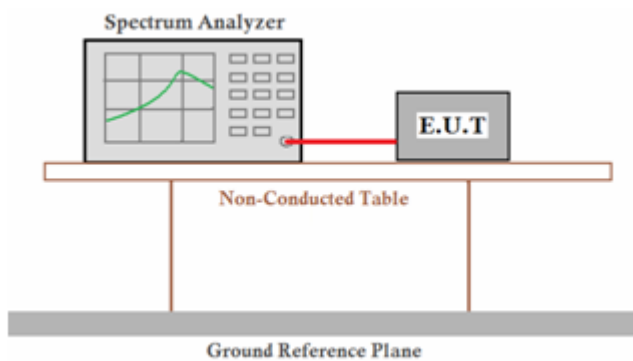 Spectrum Analyzer
E.U.T
Non-Conducted Table
Ground Reference Plane